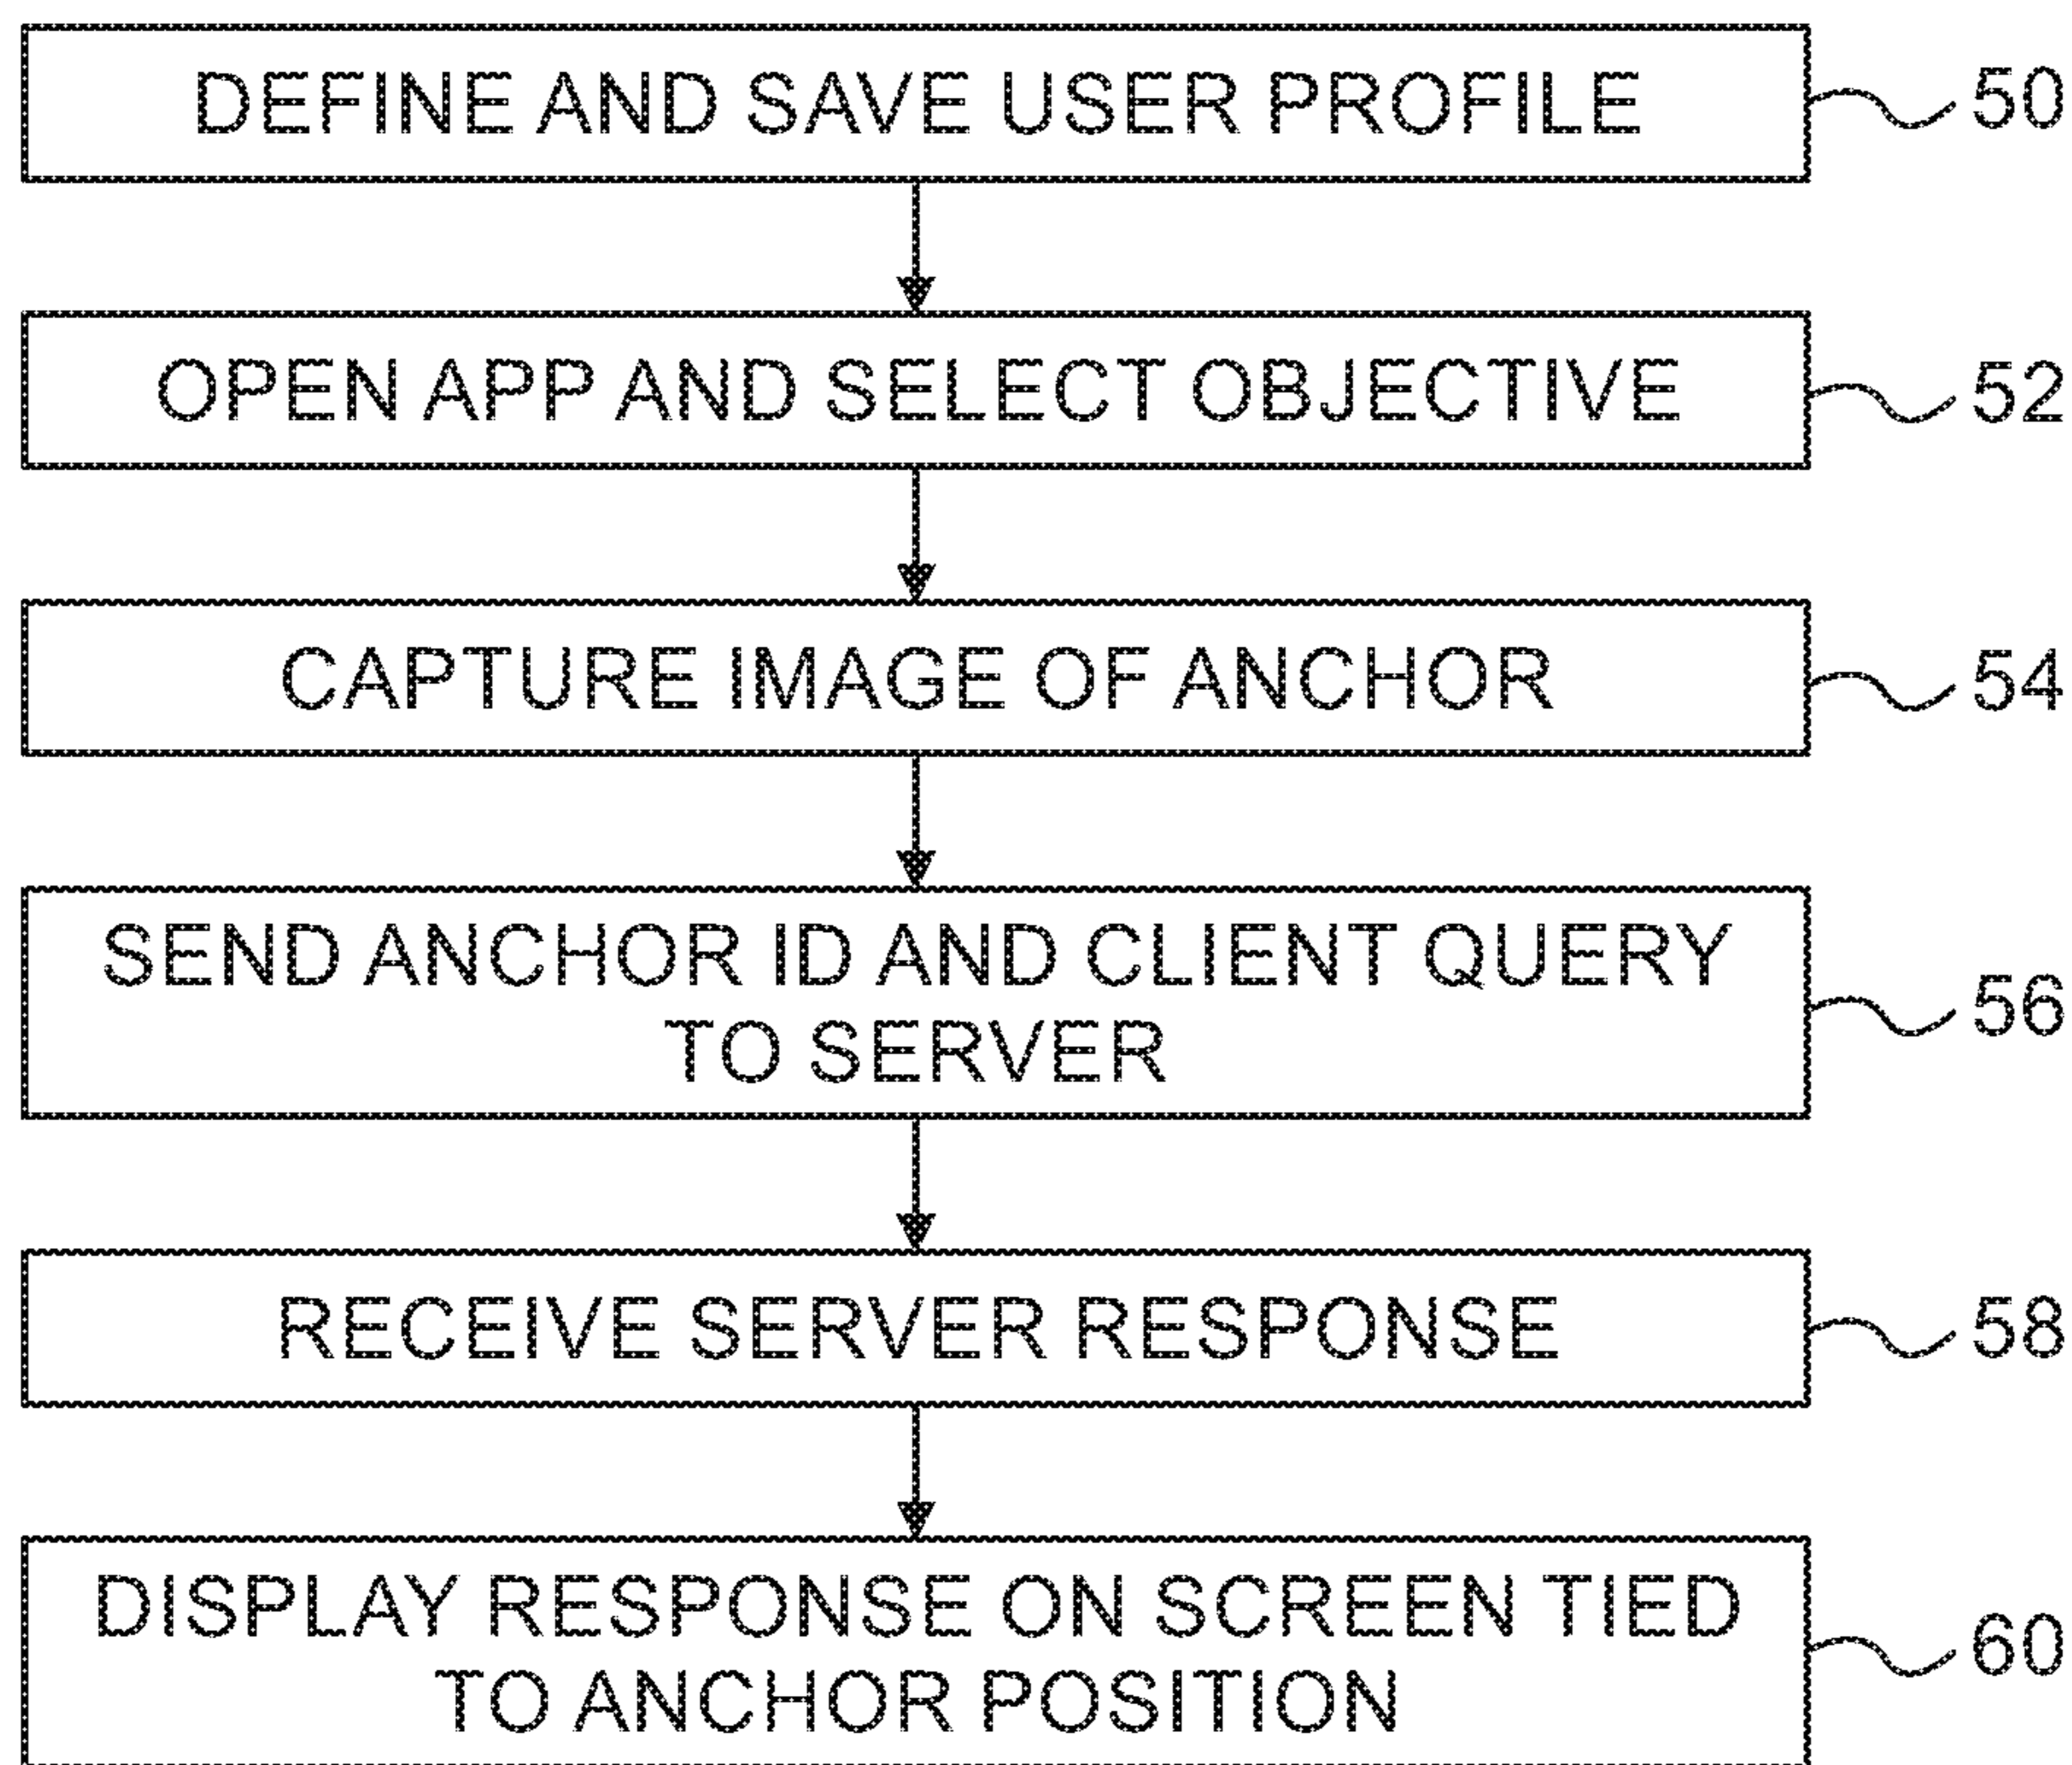 DEFINE AND SAVE USER PROFILE
50
OPEN APP AND SELECT OBJECTIVE
52
CAPTURE IMAGE OF ANCHOR
54
SEND ANCHOR ID AND CLIENT QUERY
TO SERVER
56
RECEIVE SERVER RESPONSE
58
DISPLAY RESPONSE ON SCREEN TIED
TO ANCHOR POSITION
60